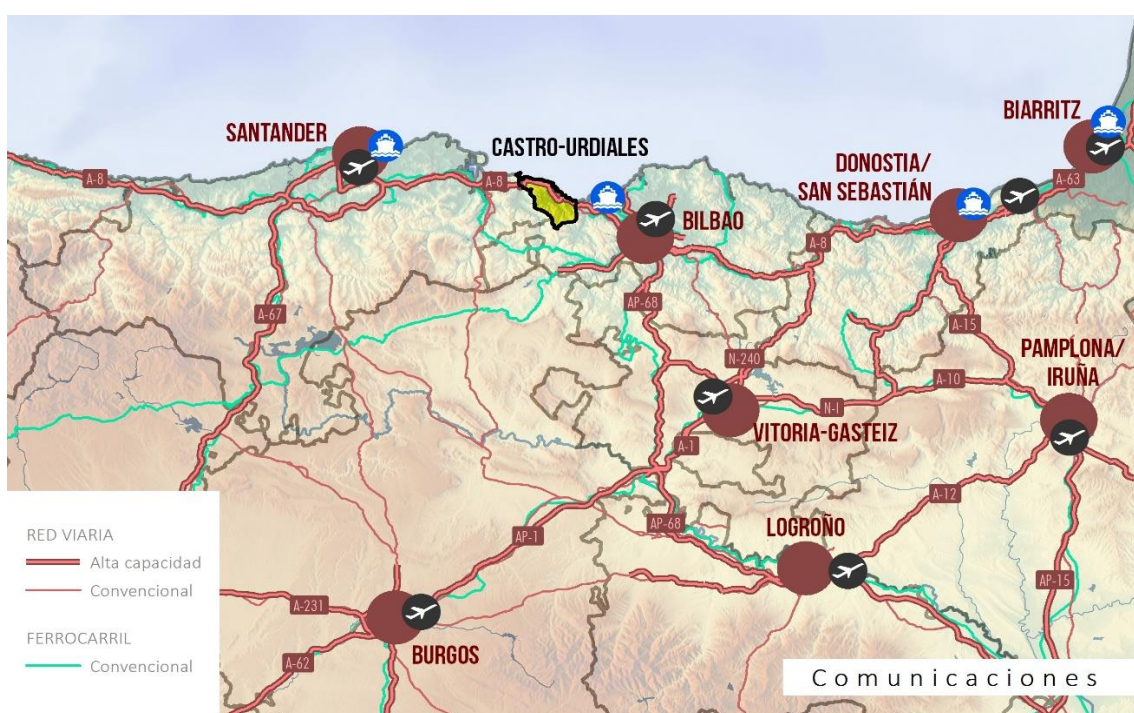 BIARRITZ
SANTANDER
CASTRO-URDIALES
DONOSTIA/
SAN SEBASTIÁN
A-8
A-8
A-63
BILBAO
A-8
AP-68
A-67
A-15
N-240
PAMPLONA/
IRUÑA
A-10
N-I
VITORIA-GASTEIZ
A-1
A-12
AP-68
LOGROÑO
AP-1
AP-15
A-231
BURGOS
A-62
RED VIARIA
Alta capacidad
Convencional
FERROCARRIL
Convencional
Comunicaciones